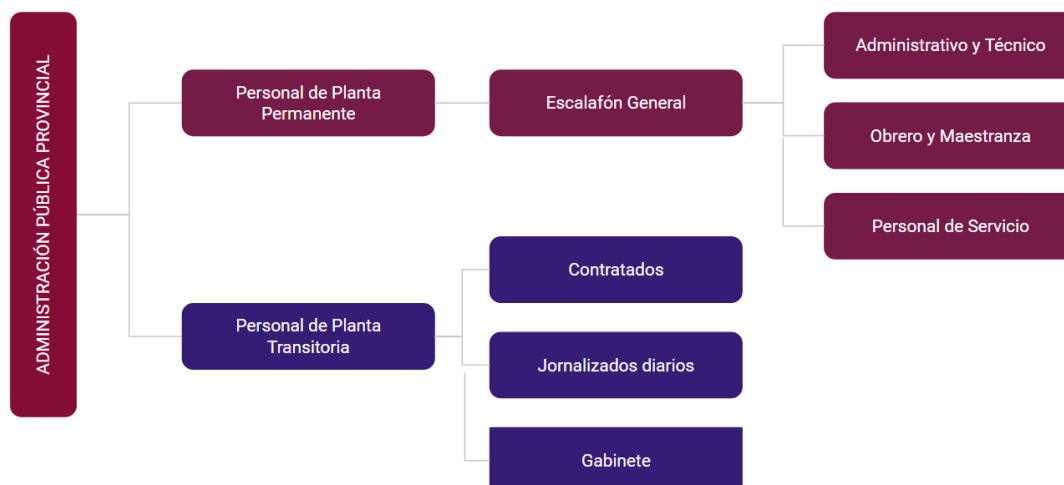 ADMINISTRACIÓN PÚBLICA PROVINCIAL
Personal de Planta
Permanente
Escalafón General
Administrativo y Técnico
Obrero y Maestranza
Personal de Servicio
Personal de Planta
Transitoria
Contratados
Jornalizados diarios
Gabinete